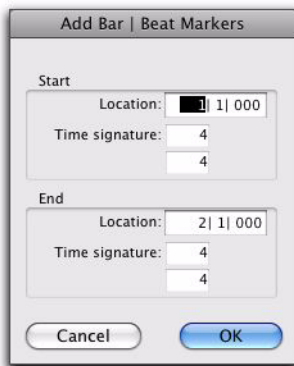 Add Bar | Beat Markers
Start
Location: 1| 1| 000
Time signature: 4
4
End
Location: 2| 1| 000
Time signature: 4
4
Cancel OK